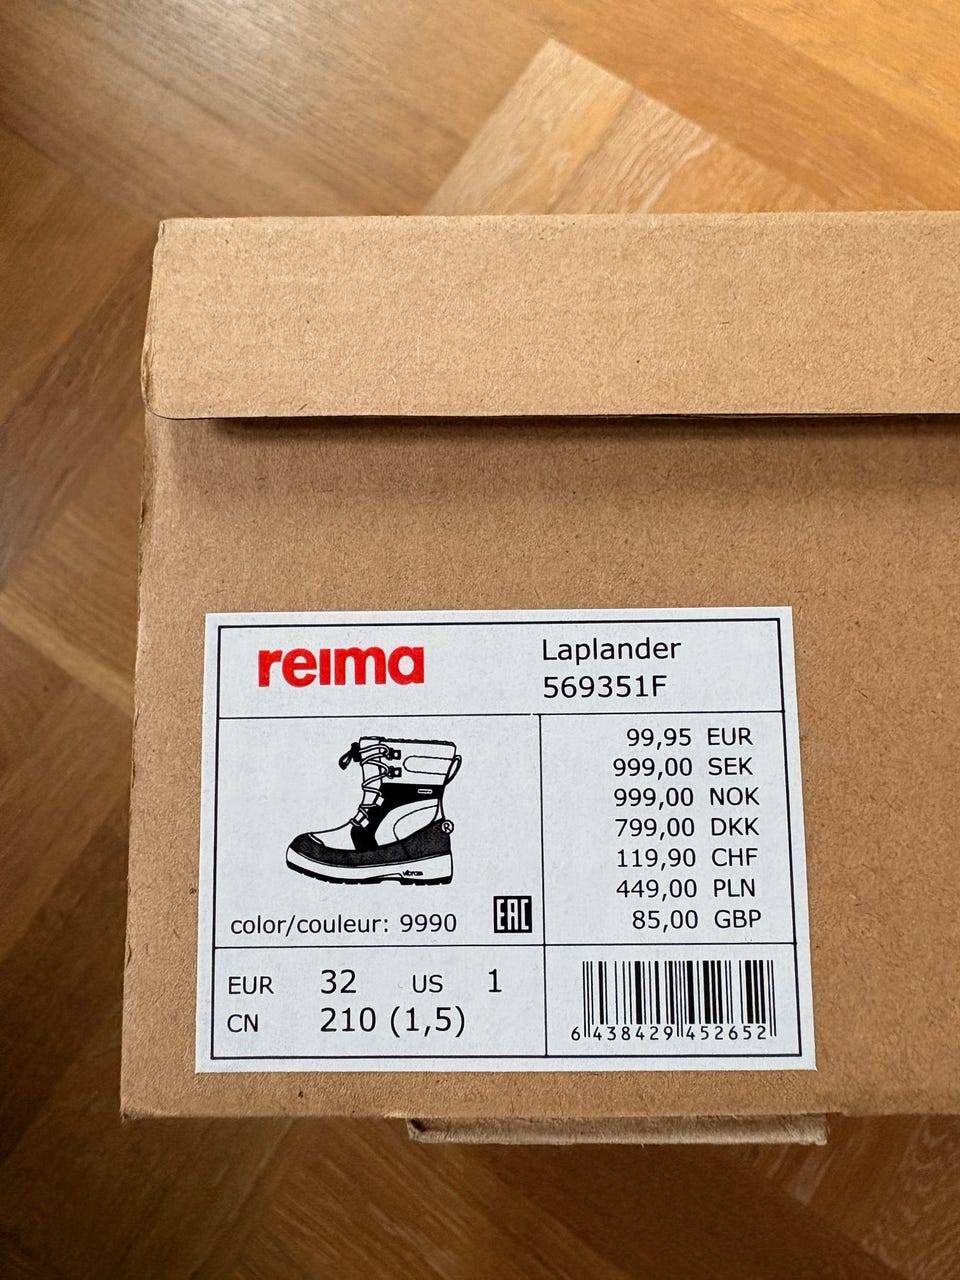 reima
Laplander
569351F
99,95 EUR
999,00 SEK
999,00 NOK
799,00 DKK
119,90 CHF
449,00 PLN
85,00 GBP
®
vibram
color/couleur: 9990
EAC
EUR 32 US 1
CN 210 (1,5)
6 438429 452652